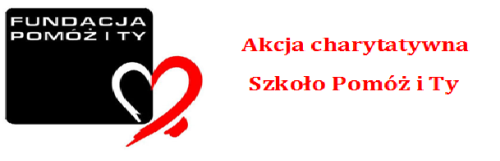 FUNDACJA
POMÓŻ I TY
Akcja charytatywna
Szkoło Pomóż i Ty